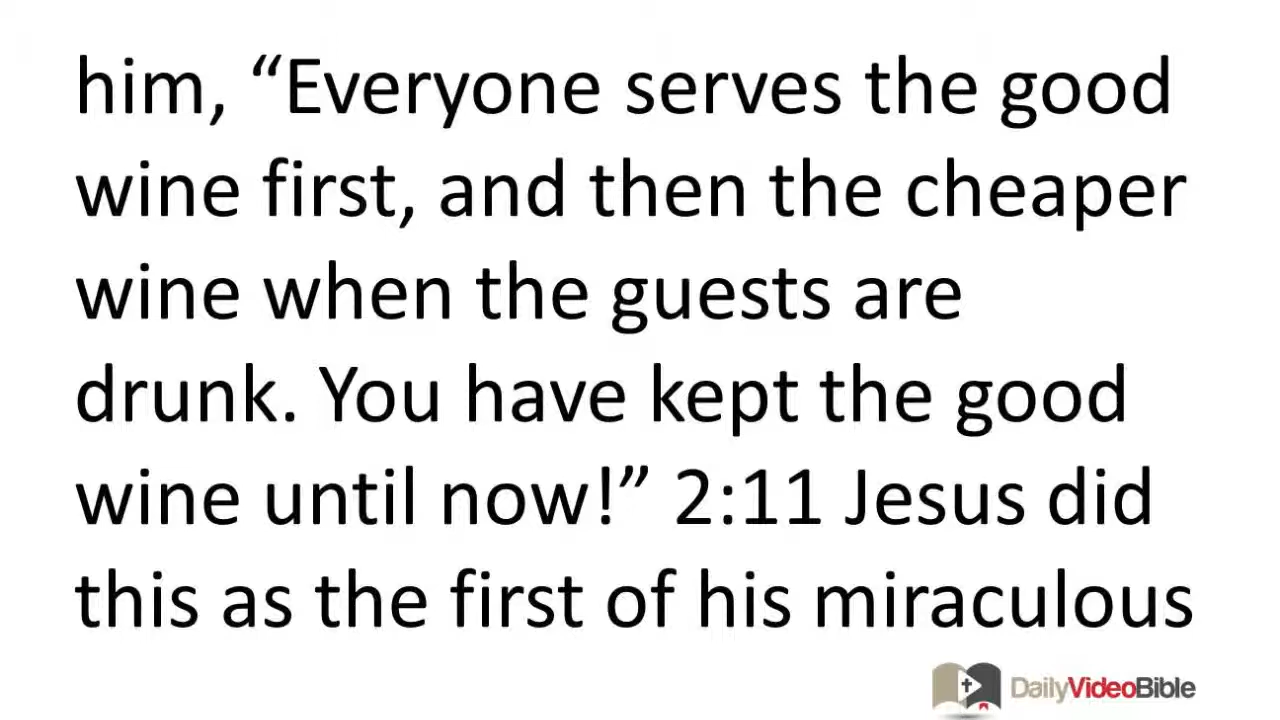 him, “Everyone serves the good
wine first, and then the cheaper
wine when the guests are
drunk. You have kept the good
wine until now!” 2:11 Jesus did
this as the first of his miraculous
DailyVideoBible